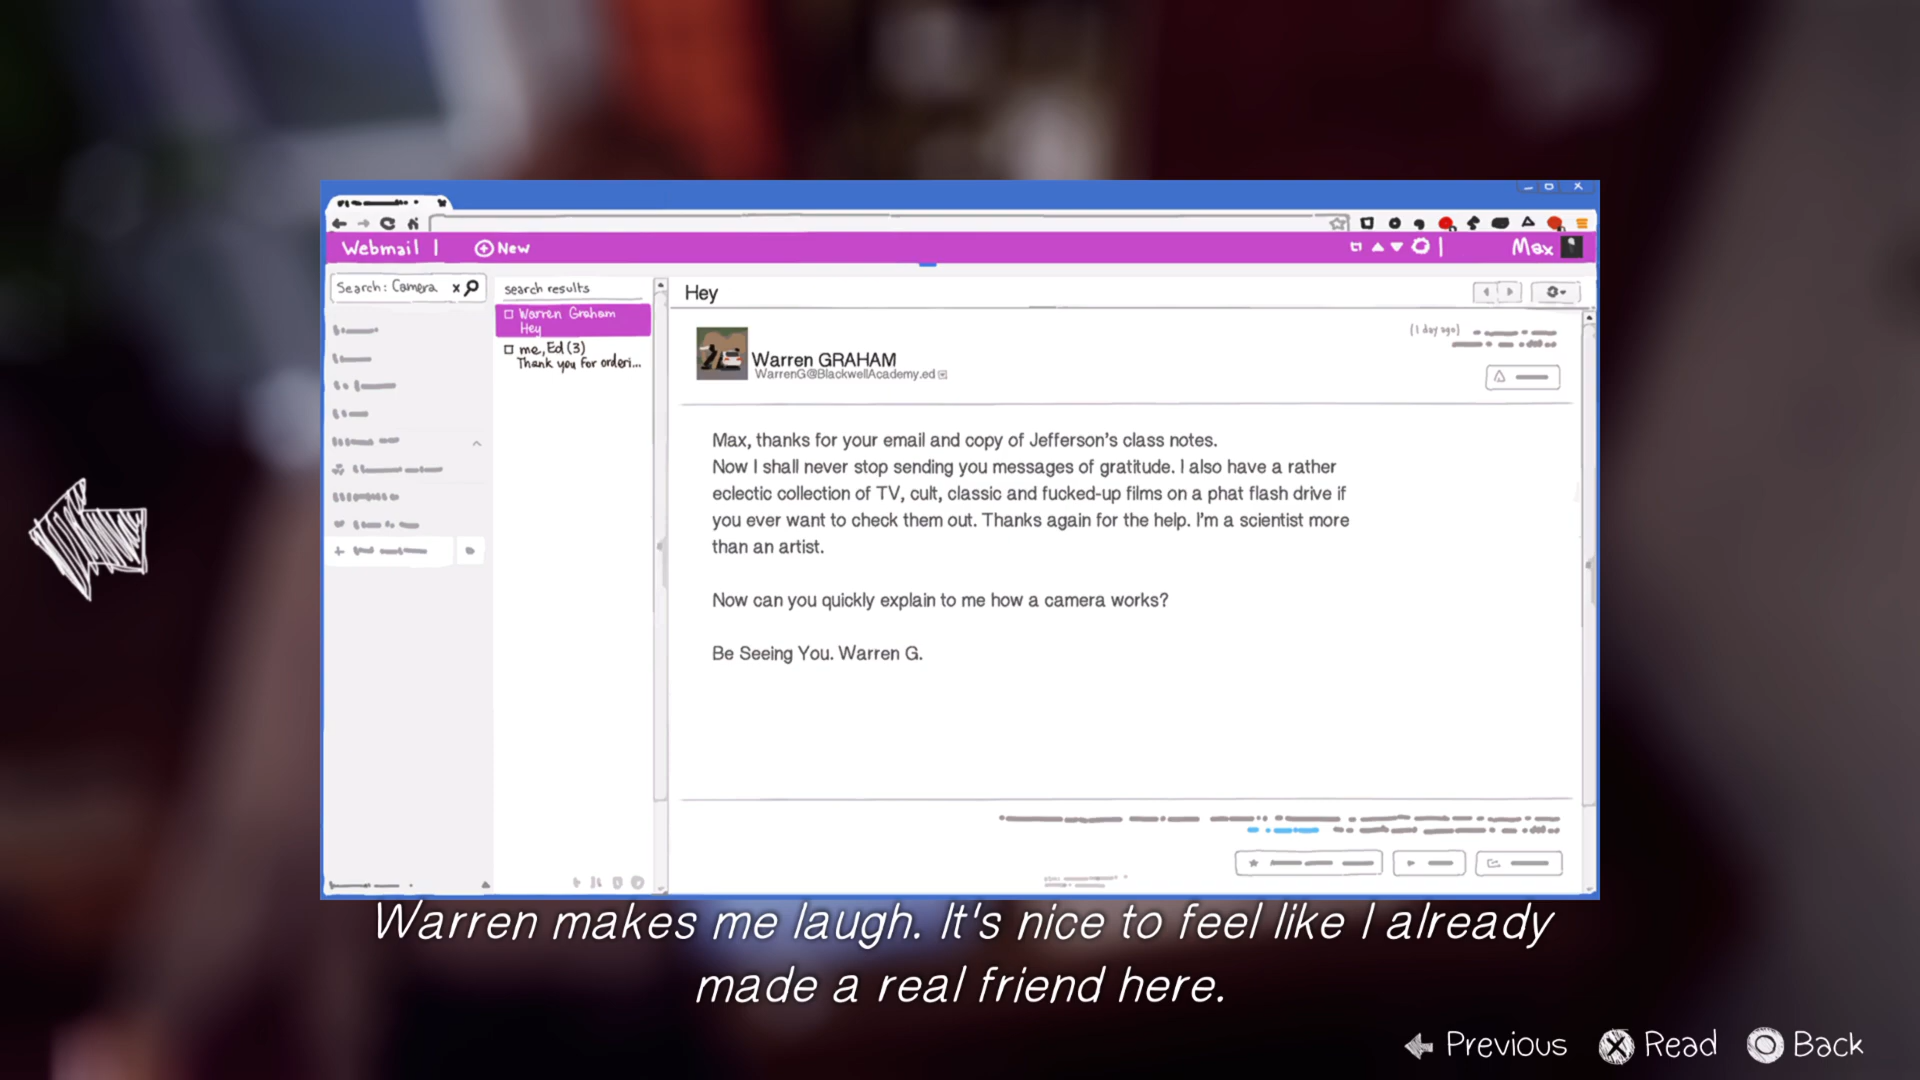 Webmail
New
Max
Search: Camera x
search results
Warren Graham
Hey
me, Ed (3)
Thank you for orderi...
Hey
(1 day ago)
Warren GRAHAM
WarrenG@BlackwellAcademy.ed
Max, thanks for your email and copy of Jefferson's class notes.
Now I shall never stop sending you messages of gratitude. I also have a rather
eclectic collection of TV, cult, classic and fucked-up films on a phat flash drive if
you ever want to check them out. Thanks again for the help. I'm a scientist more
than an artist.
Now can you quickly explain to me how a camera works?
Be Seeing You. Warren G.
Warren makes me laugh. It's nice to feel like I already
made a real friend here.
Previous
Read
Back